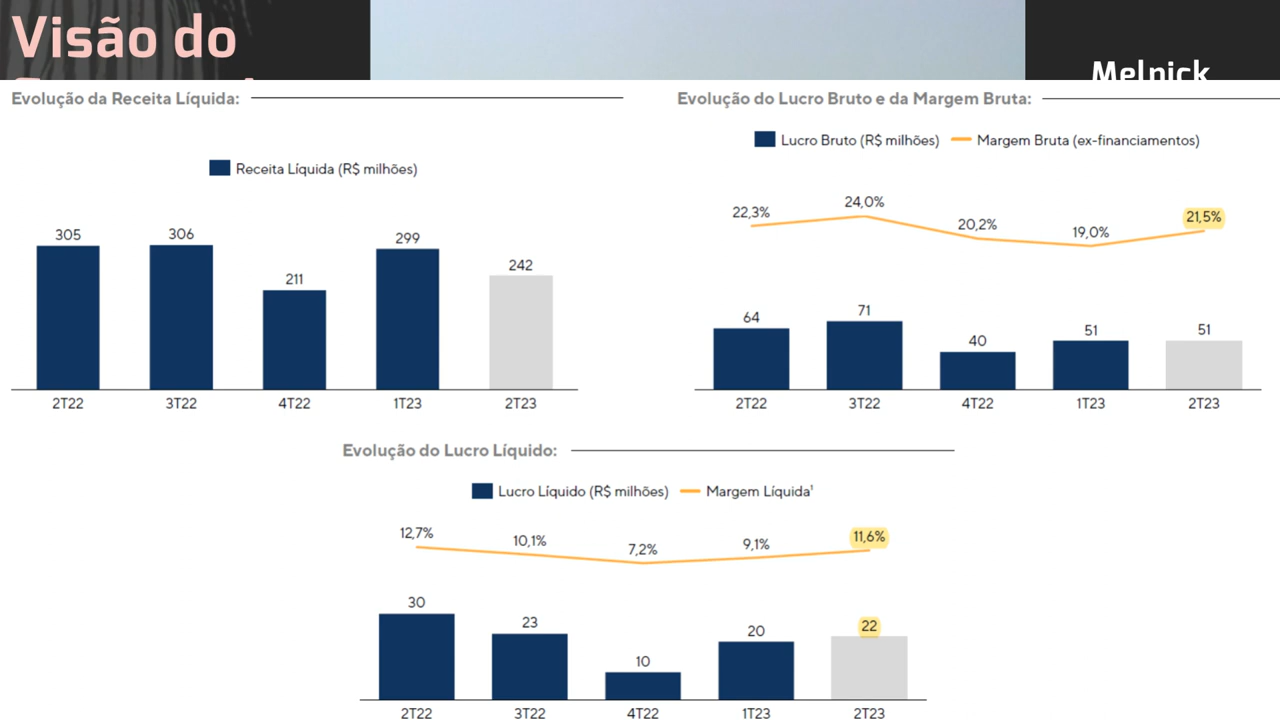 Visão do
Melnick
Evolução da Receita Líquida:
Receita Líquida (R$ milhões)
305
306
211
299
242
2T22
3T22
4T22
1T23
2T23
Evolução do Lucro Bruto e da Margem Bruta:
Lucro Bruto (R$ milhões)
Margem Bruta (ex-financiamentos)
22,3%
24,0%
20,2%
19,0%
21,5%
64
71
40
51
51
2T22
3T22
4T22
1T23
2T23
Evolução do Lucro Líquido:
Lucro Líquido (R$ milhões)
Margem Líquida¹
12,7%
10,1%
7,2%
9,1%
11,6%
30
23
10
20
22
2T22
3T22
4T22
1T23
2T23